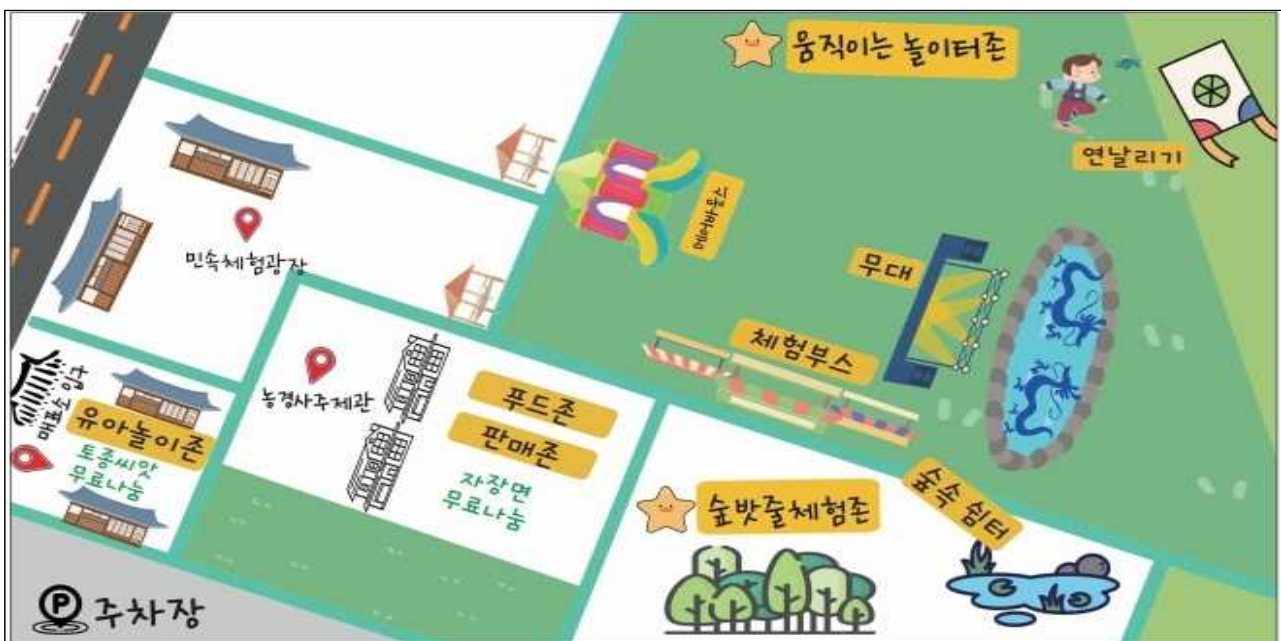 움직이는 놀이터존
연날리기
에어바운스
무대
민속체험광장
체험부스
농경사주제관
푸드존
판매존
자장면
무료나눔
매표소 입구
유아놀이존
토종씨앗
무료나눔
숲밧줄체험존
숲속 쉼터
P 주차장